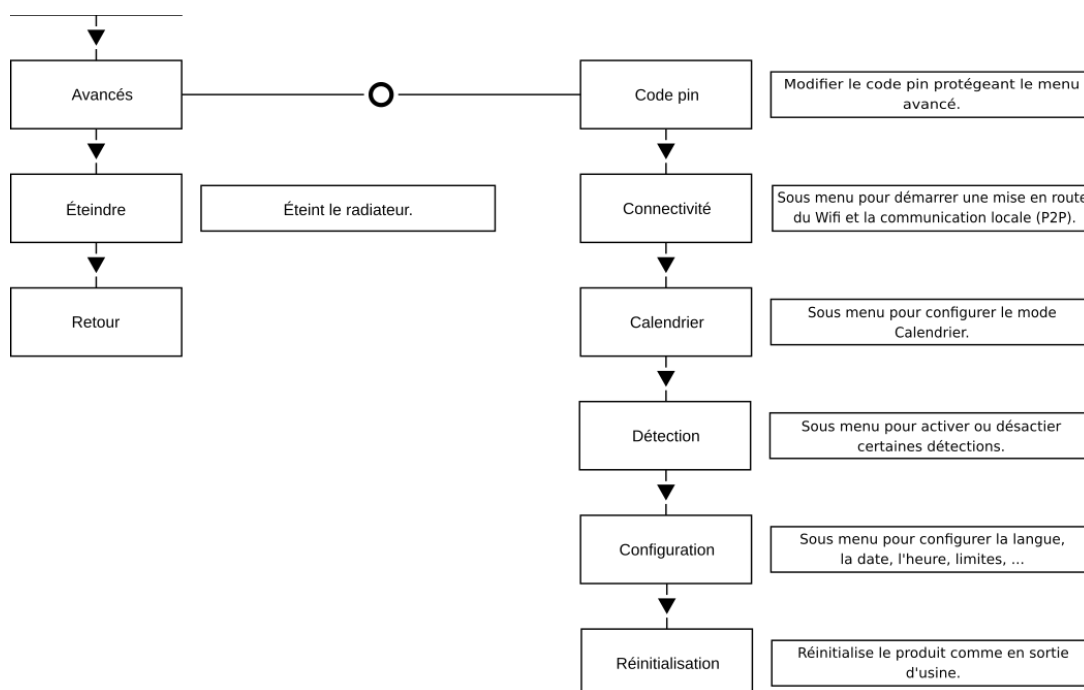 Avancés
Code pin
Modifier le code pin protégeant le menu
avancé.
Éteindre
Éteint le radiateur.
Connectivité
Sous menu pour démarrer une mise en route
du Wifi et la communication locale (P2P).
Retour
Calendrier
Sous menu pour configurer le mode
Calendrier.
Détection
Sous menu pour activer ou désactier
certaines détections.
Configuration
Sous menu pour configurer la langue,
la date, l'heure, limites, ...
Réinitialisation
Réinitialise le produit comme en sortie
d'usine.